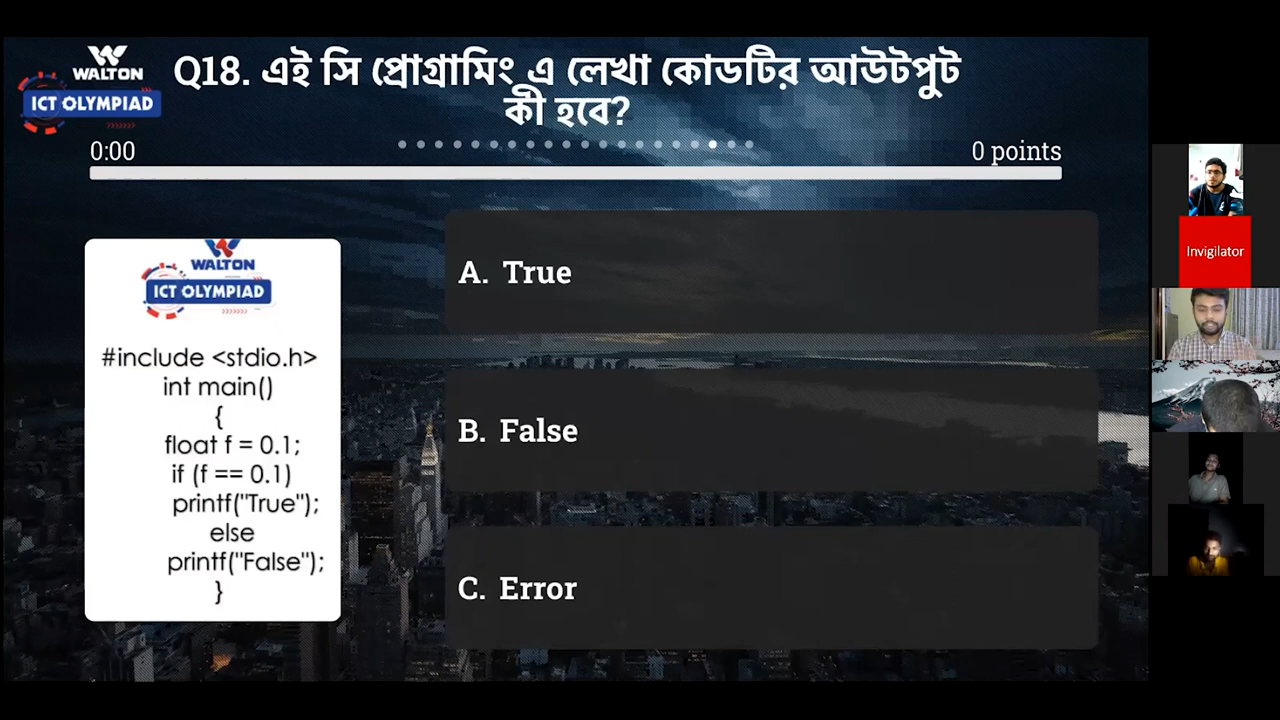 WALTON
ICT OLYMPIAD
Q18. এই সি প্রোগ্রামিং এ লেখা কোডটির আউটপুট
কী হবে?
0:00
0 points
WALTON
ICT OLYMPIAD
#include <stdio.h>
int main()
{
float f = 0.1;
if (f == 0.1)
printf("True");
else
printf("False");
}
A. True
B. False
C. Error
Invigilator